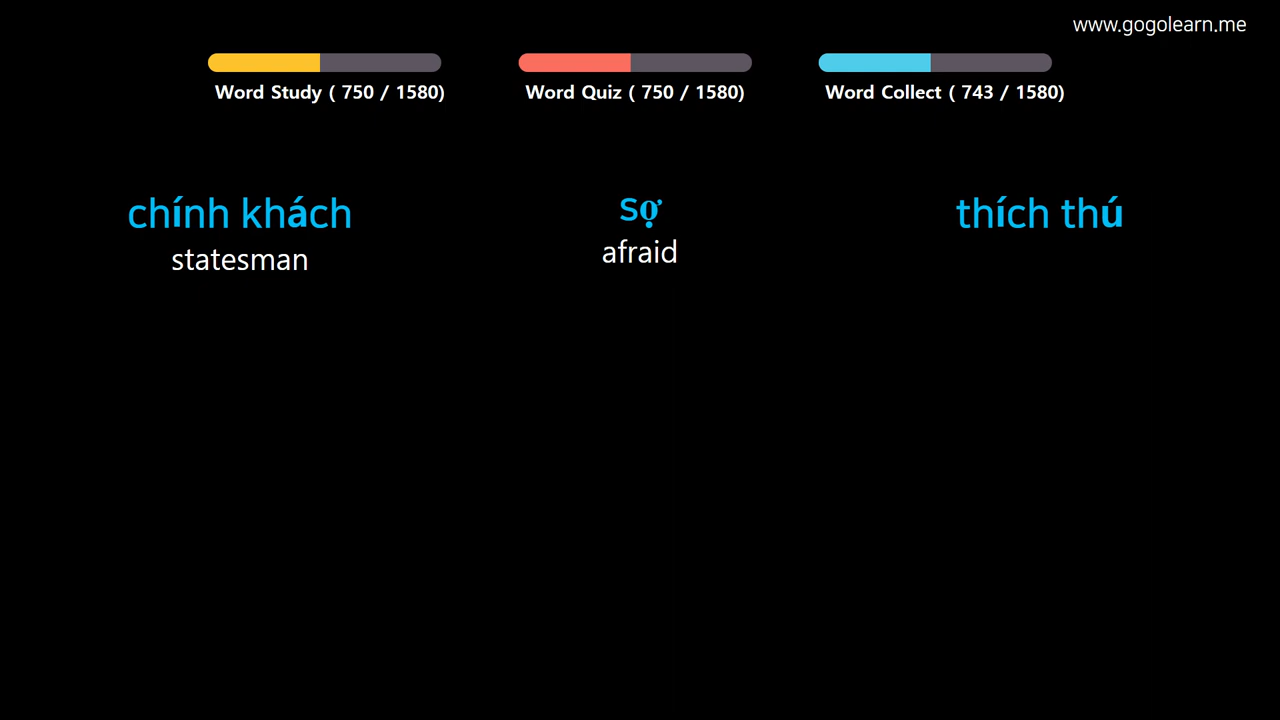 www.gogolearn.me
Word Study ( 750 / 1580)
Word Quiz ( 750 / 1580)
Word Collect ( 743 / 1580)
chính khách
statesman
sợ
afraid
thích thú